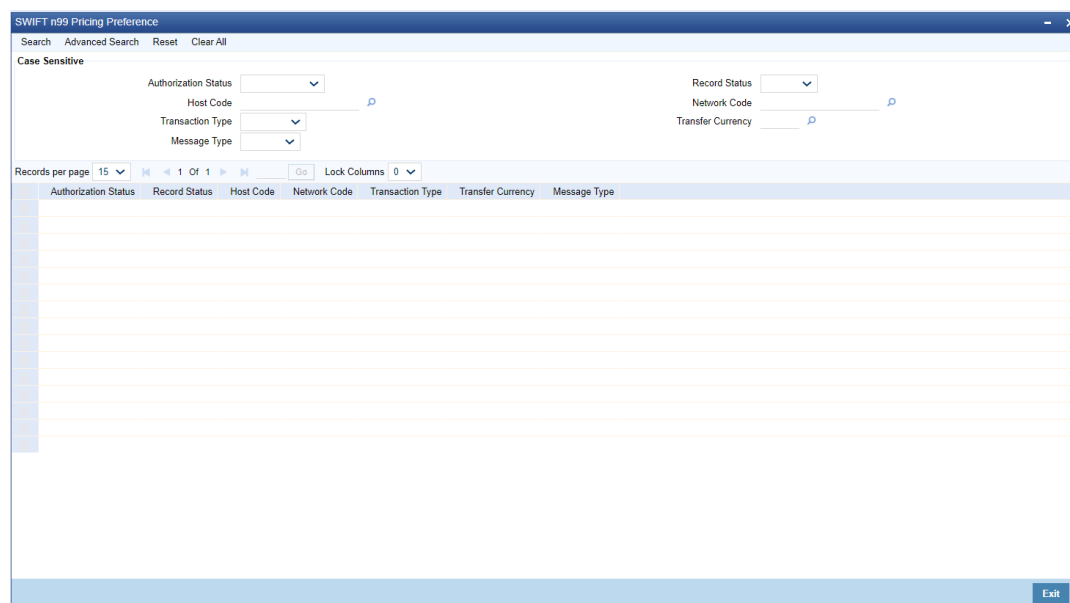 SWIFT n99 Pricing Preference
Search Advanced Search Reset Clear All
Case Sensitive
Authorization Status Record Status
Host Code Network Code
Transaction Type Transfer Currency
Message Type
Records per page 15 1 Of 1 Go Lock Columns 0
Authorization Status Record Status Host Code Network Code Transaction Type Transfer Currency Message Type
Exit